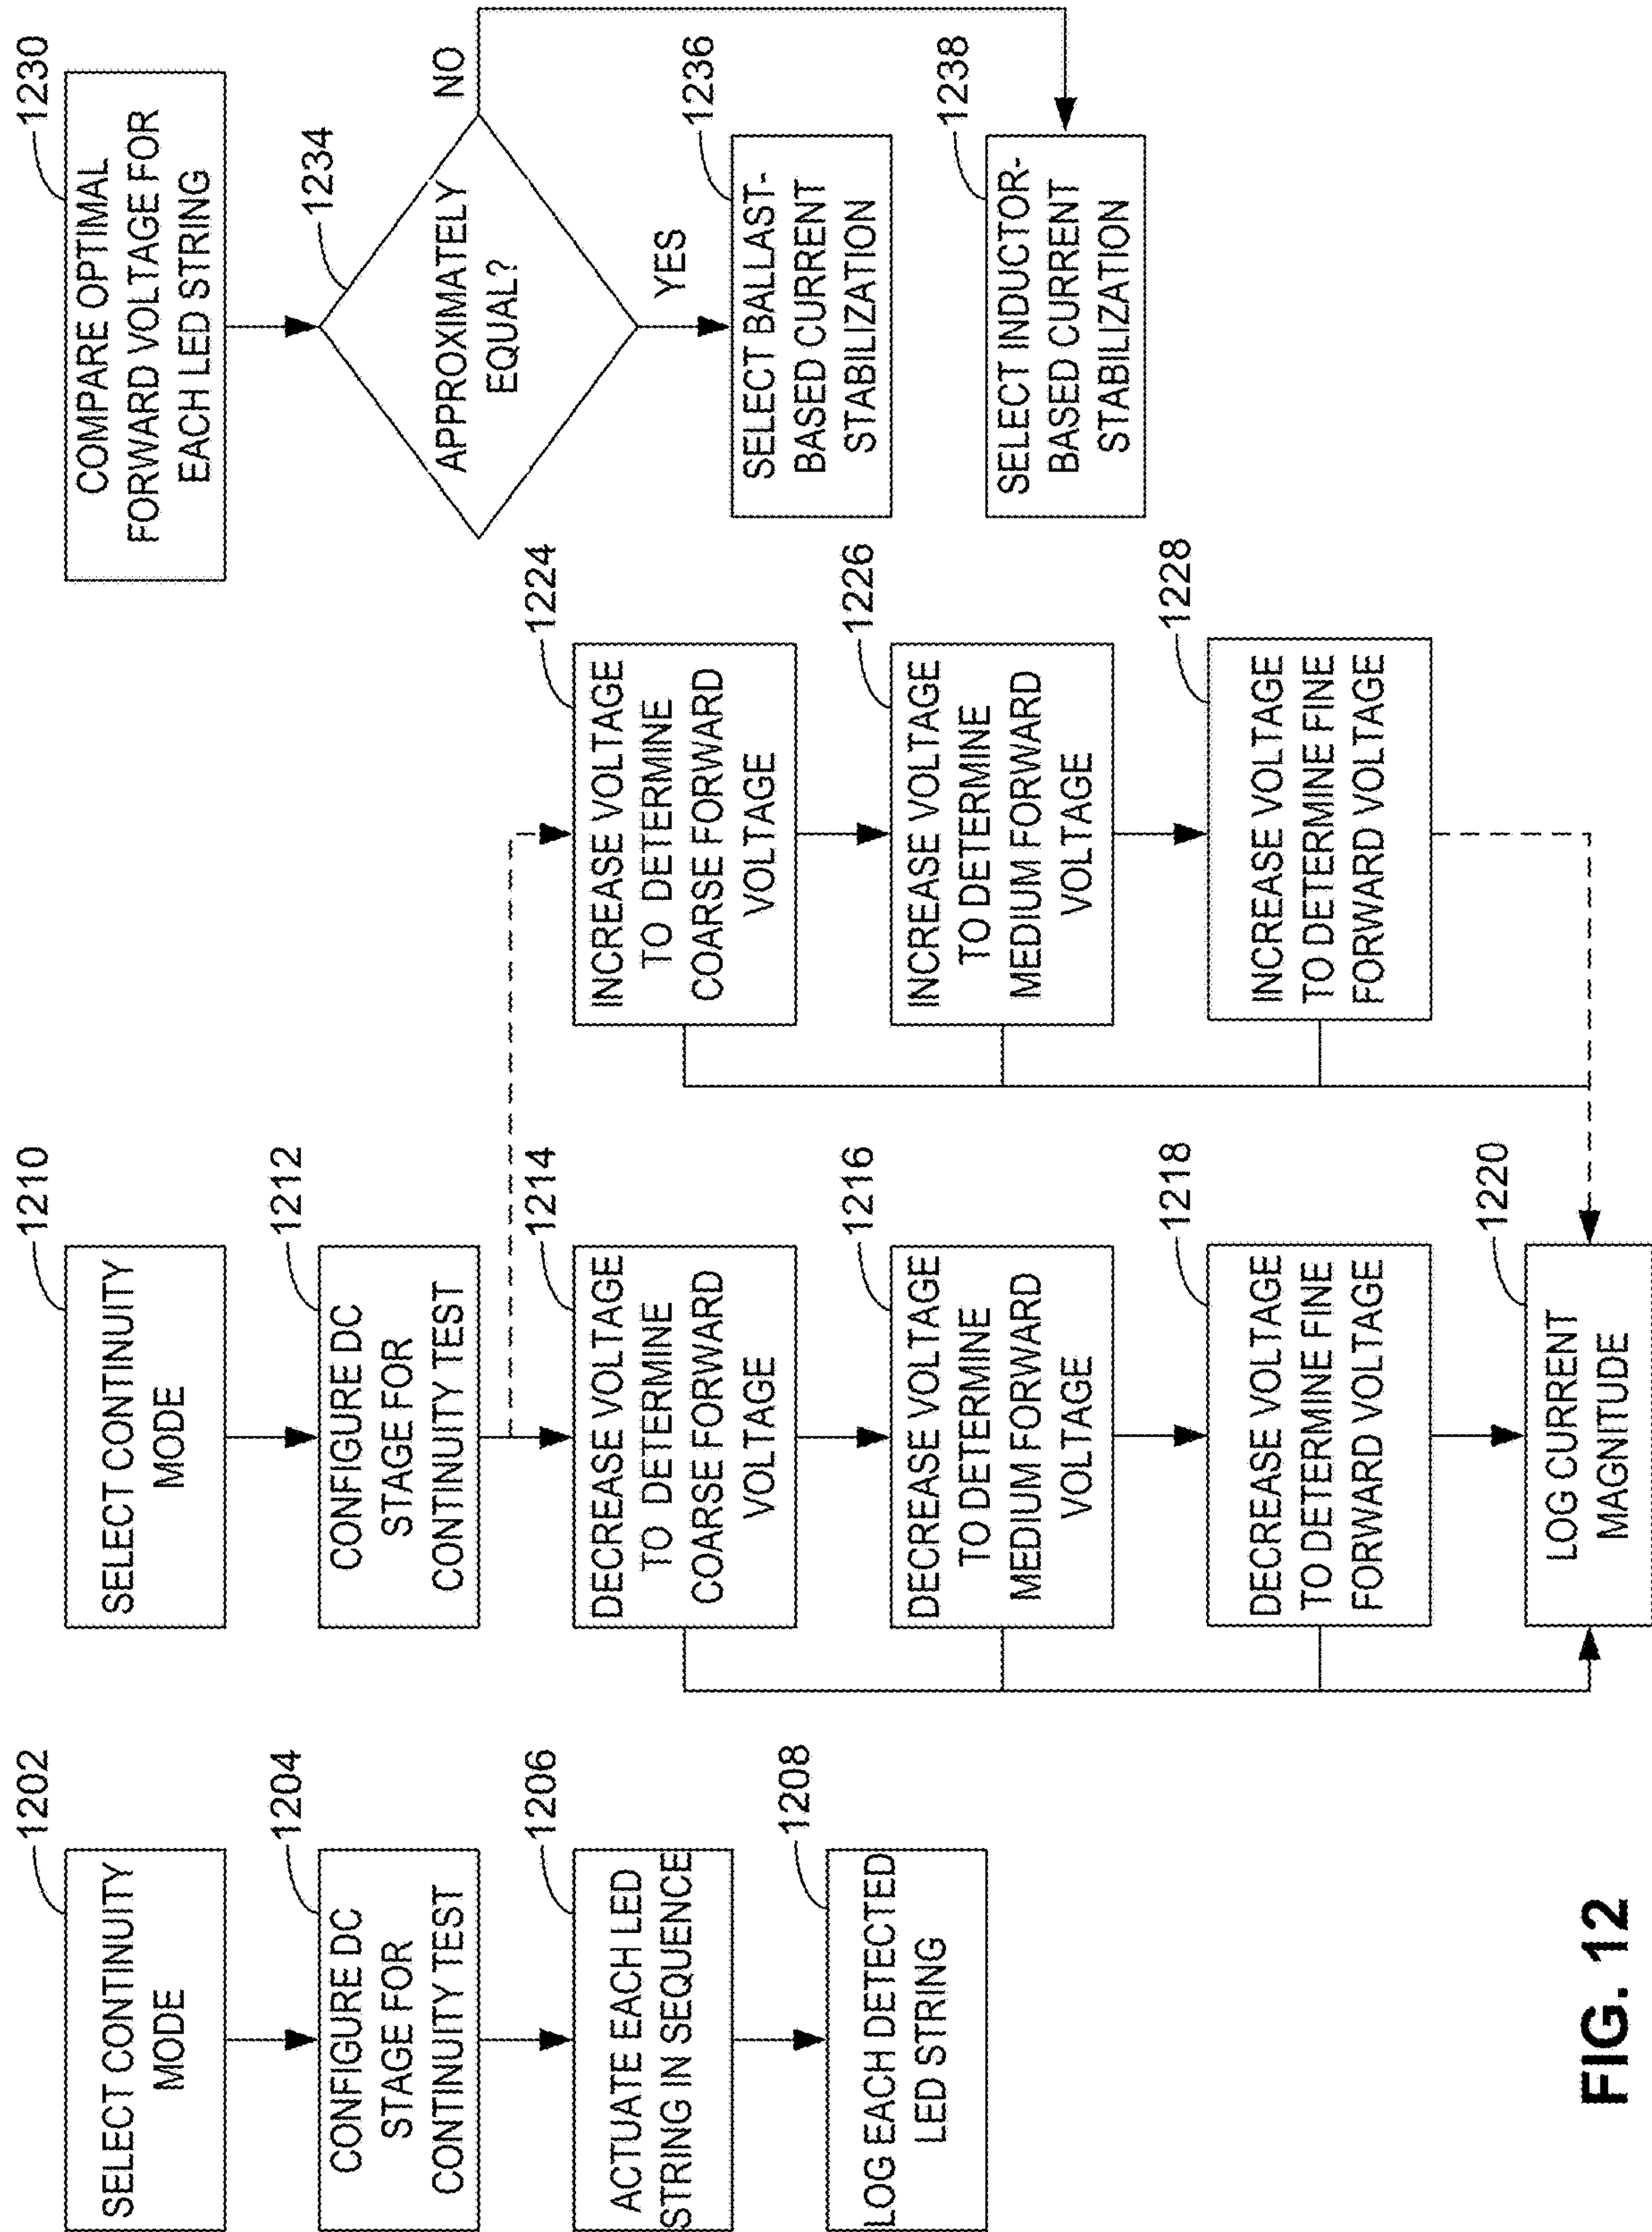 1202
SELECT CONTINUITY
MODE
1204
CONFIGURE DC
STAGE FOR
CONTINUITY TEST
1206
ACTUATE EACH LED
STRING IN SEQUENCE
1208
LOG EACH DETECTED
LED STRING
1210
SELECT CONTINUITY
MODE
1212
CONFIGURE DC
STAGE FOR
CONTINUITY TEST
1214
DECREASE VOLTAGE
TO DETERMINE
COARSE FORWARD
VOLTAGE
1216
DECREASE VOLTAGE
TO DETERMINE
MEDIUM FORWARD
VOLTAGE
1218
DECREASE VOLTAGE
TO DETERMINE FINE
FORWARD VOLTAGE
1220
LOG CURRENT
MAGNITUDE
1224
INCREASE VOLTAGE
TO DETERMINE
COARSE FORWARD
VOLTAGE
1226
INCREASE VOLTAGE
TO DETERMINE
MEDIUM FORWARD
VOLTAGE
1228
INCREASE VOLTAGE
TO DETERMINE FINE
FORWARD VOLTAGE
1230
COMPARE OPTIMAL
FORWARD VOLTAGE FOR
EACH LED STRING
1234
APPROXIMATELY
EQUAL?
NO
YES
1236
SELECT BALLAST-
BASED CURRENT
STABILIZATION
1238
SELECT INDUCTOR-
BASED CURRENT
STABILIZATION
FIG. 12